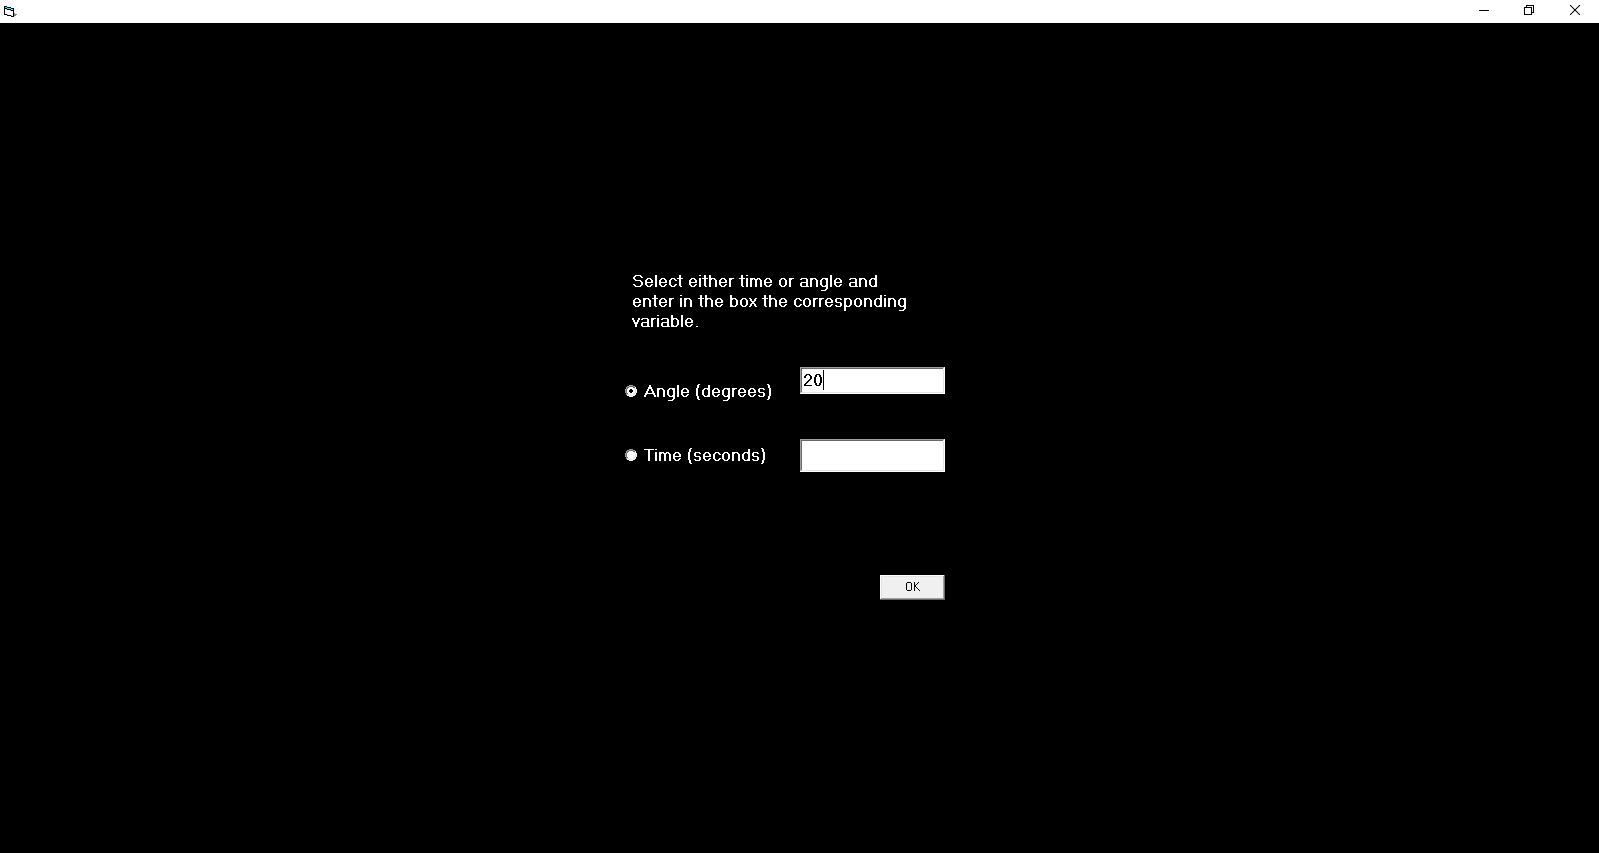 Select either time or angle and
enter in the box the corresponding
variable.
Angle (degrees) 20
Time (seconds)
OK